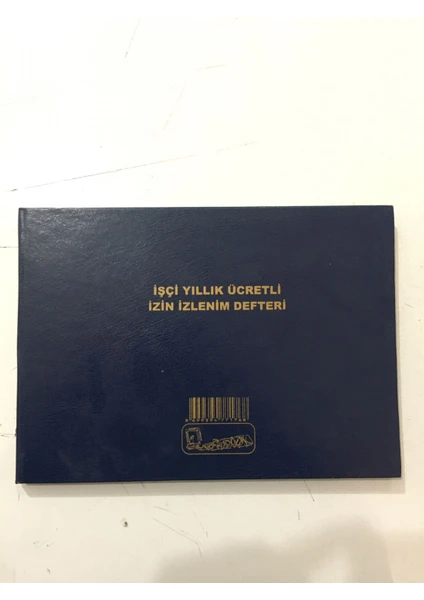 İŞÇİ YILLIK ÜCRETLİ
İZİN İZLENİM DEFTERİ